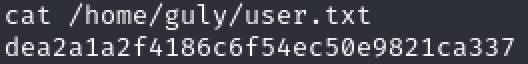 cat /home/guly/user.txt
dea2a1a2f4186c6f54ec50e9821ca337